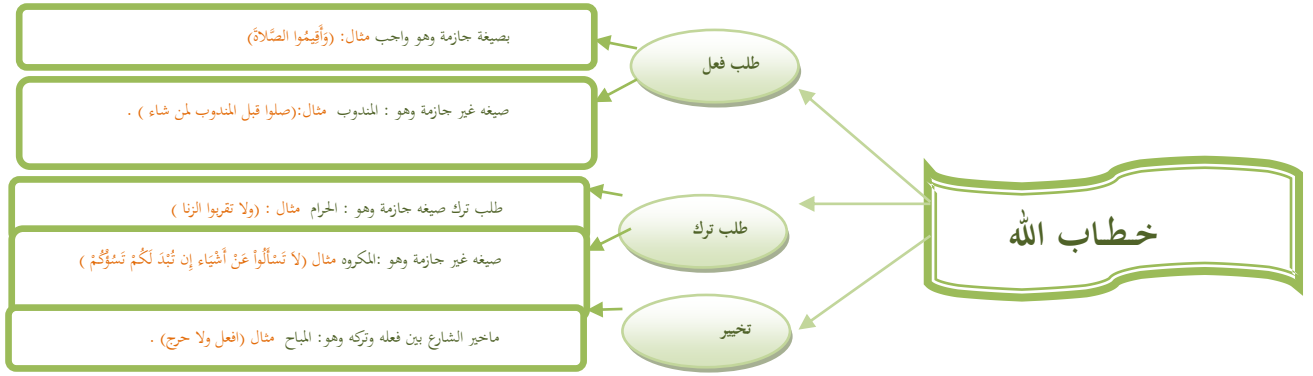 خطاب الله
طلب فعل
بصيغة جازمة وهو واجب مثال: (وَأَقِيمُوا الصَّلاةَ)
صيغه غير جازمة وهو : المندوب مثال:(صلوا قبل المندوب لمن شاء ) .
طلب ترك
طلب ترك صيغه جازمة وهو : الحرام مثال : (ولا تقربوا الزنا )
صيغه غير جازمة وهو :المكروه مثال (لاَ تَسْأَلُواْ عَنْ أَشْيَاء إِن تُبْدَ لَكُمْ تَسُؤْكُمْ )
تخيير
ماخير الشارع بين فعله وتركه وهو: المباح مثال (افعل ولا حرج) .